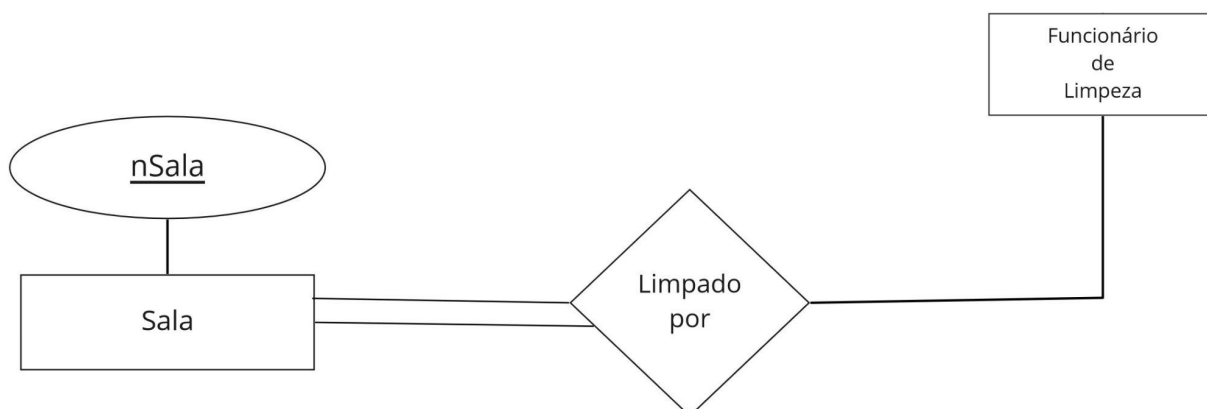 Funcionário
de
Limpeza
nSala
Sala
Limpado
por